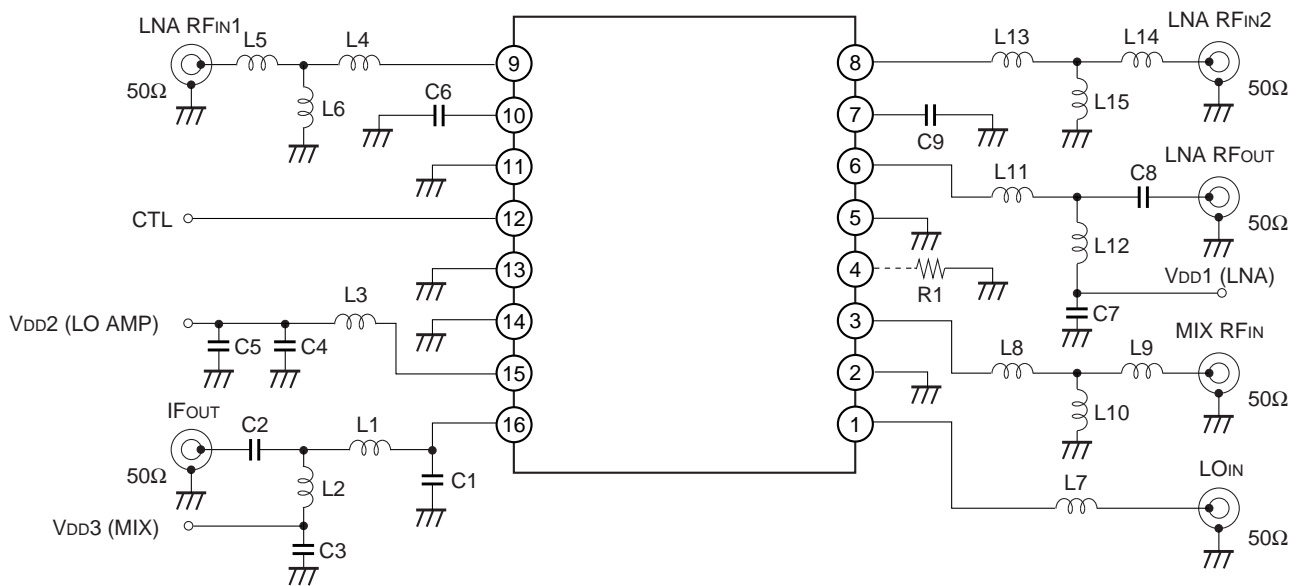 LNA RFIN1
L5
L4
50Ω
L6
C6
CTL
VDD2 (LO AMP)
L3
C5
C4
IFOUT
C2
L1
50Ω
L2
C1
VDD3 (MIX)
C3
9
10
11
12
13
14
15
16
8
7
6
5
4
3
2
1
LNA RFIN2
L13
L14
50Ω
L15
C9
LNA RFOUT
L11
C8
50Ω
L12
R1
VDD1 (LNA)
C7
MIX RFIN
L8
L9
50Ω
L10
LOIN
L7
50Ω